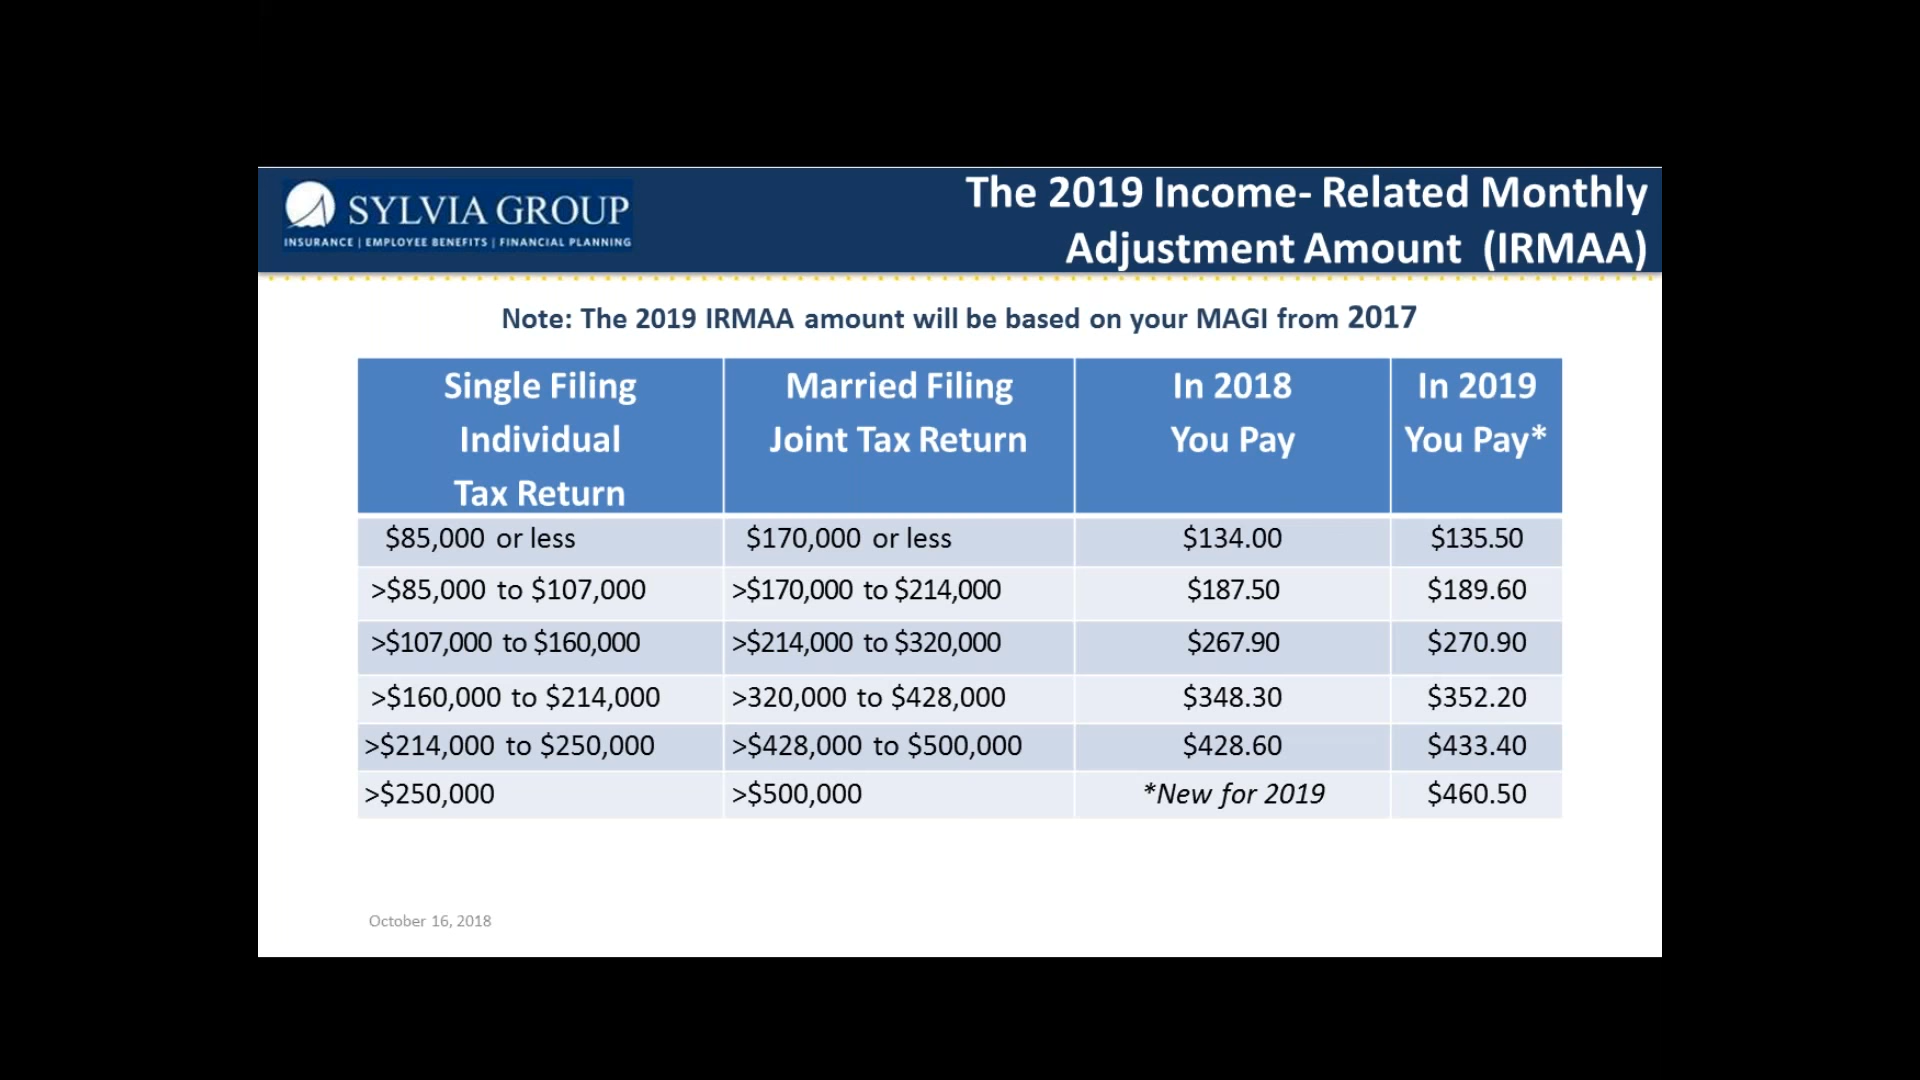 SYLVIA GROUP
INSURANCE | EMPLOYEE BENEFITS | FINANCIAL PLANNING
The 2019 Income- Related Monthly
Adjustment Amount (IRMAA)
Note: The 2019 IRMAA amount will be based on your MAGI from 2017
Single Filing
Individual
Tax Return
Married Filing
Joint Tax Return
In 2018
You Pay
In 2019
You Pay*
$85,000 or less $170,000 or less $134.00 $135.50
>$85,000 to $107,000 >$170,000 to $214,000 $187.50 $189.60
>$107,000 to $160,000 >$214,000 to $320,000 $267.90 $270.90
>$160,000 to $214,000 >320,000 to $428,000 $348.30 $352.20
>$214,000 to $250,000 >$428,000 to $500,000 $428.60 $433.40
>$250,000 >$500,000 *New for 2019 $460.50
October 16, 2018